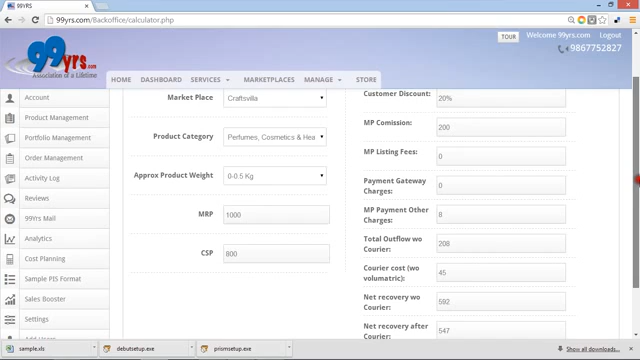 99YRS
99yrs.com/Backoffice/calculator.php
TOUR
Welcome 99yrs.com
Logout
9867752827
99yrs.com
Association of a Lifetime
HOME
DASHBOARD
SERVICES
MARKETPLACES
MANAGE
STORE
Account
Product Management
Portfolio Management
Order Management
Activity Log
Reviews
99Yrs Mail
Analytics
Cost Planning
Sample PIS Format
Sales Booster
Settings
Market Place
Craftsvilla
Product Category
Perfumes, Cosmetics & Hea
Approx Product Weight
0-0.5 Kg
MRP
1000
CSP
800
Customer Discount:
20%
MP Comission:
200
MP Listing Fees:
0
Payment Gateway
Charges:
0
MP Payment Other
Charges:
8
Total Outflow wo
Courier:
208
Courier cost (wo
volumatric):
45
Net recovery wo
Courier:
592
Net recovery after
Courier:
547
sample.xls
debutsetup.exe
prismsetup.exe
Show all downloads...